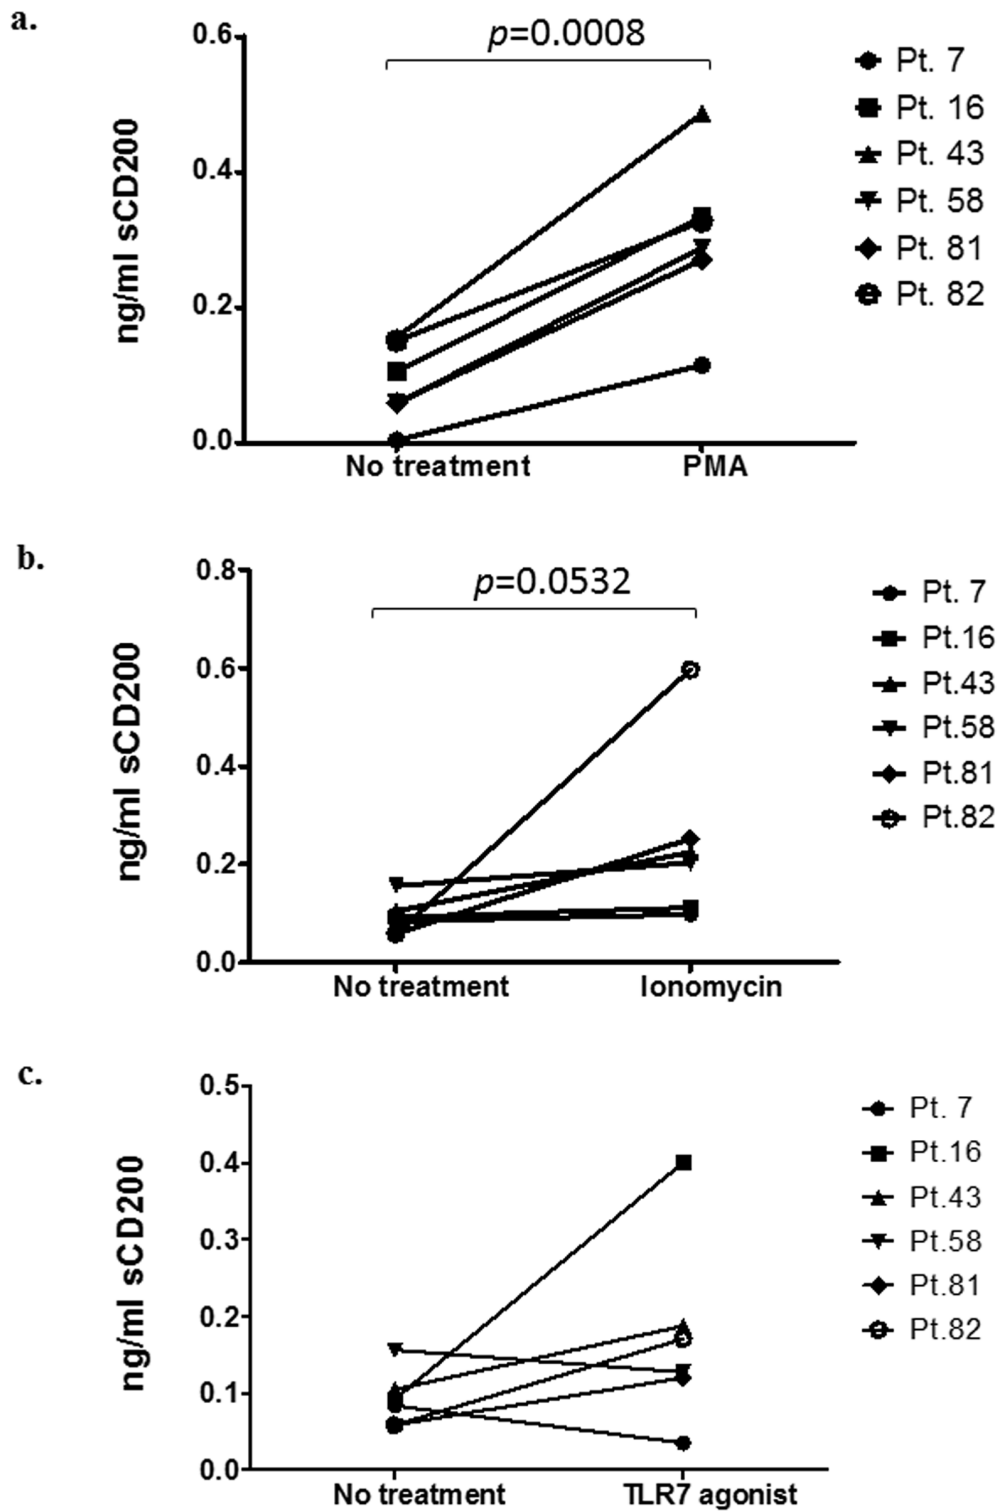 a.
p=0.0008
ng/ml sCD200
0.6
0.4
0.2
0.0
No treatment
PMA
Pt. 7
Pt. 16
Pt. 43
Pt. 58
Pt. 81
Pt. 82
b.
p=0.0532
ng/ml sCD200
0.8
0.6
0.4
0.2
0.0
No treatment
Ionomycin
Pt. 7
Pt.16
Pt.43
Pt.58
Pt.81
Pt.82
c.
ng/ml sCD200
0.5
0.4
0.3
0.2
0.1
0.0
No treatment
TLR7 agonist
Pt. 7
Pt.16
Pt.43
Pt.58
Pt.81
Pt.82